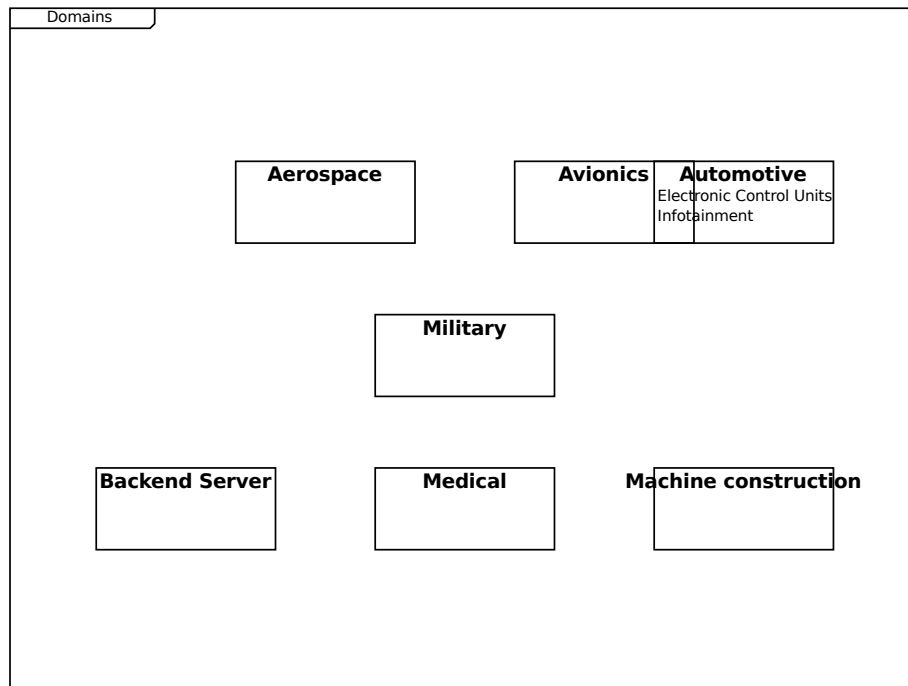 Domains
Aerospace
Avionics
Automotive
Electronic Control Units
Infotainment
Military
Backend Server
Medical
Machine construction